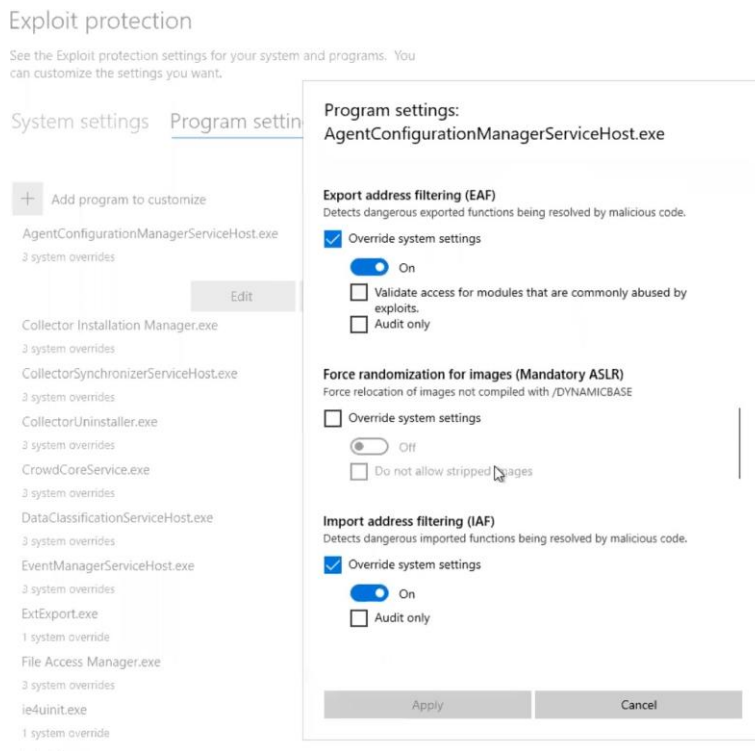 Exploit protection
See the Exploit protection settings for your system and programs. You
can customize the settings you want.
System settings Program settin
Add program to customize
AgentConfigurationManagerServiceHost.exe
3 system overrides
Edit
Collector Installation Manager.exe
3 system overrides
CollectorSynchronizerServiceHost.exe
3 system overrides
CollectorUninstaller.exe
3 system overrides
CrowdCoreService.exe
3 system overrides
DataClassificationServiceHost.exe
3 system overrides
EventManagerServiceHost.exe
3 system overrides
ExtExport.exe
1 system override
File Access Manager.exe
3 system overrides
ie4uinit.exe
1 system override
Program settings:
AgentConfigurationManagerServiceHost.exe
Export address filtering (EAF)
Detects dangerous exported functions being resolved by malicious code.
Override system settings
On
Validate access for modules that are commonly abused by
exploits.
Audit only
Force randomization for images (Mandatory ASLR)
Force relocation of images not compiled with /DYNAMICBASE
Override system settings
Off
Do not allow stripped images
Import address filtering (IAF)
Detects dangerous imported functions being resolved by malicious code.
Override system settings
On
Audit only
Apply
Cancel